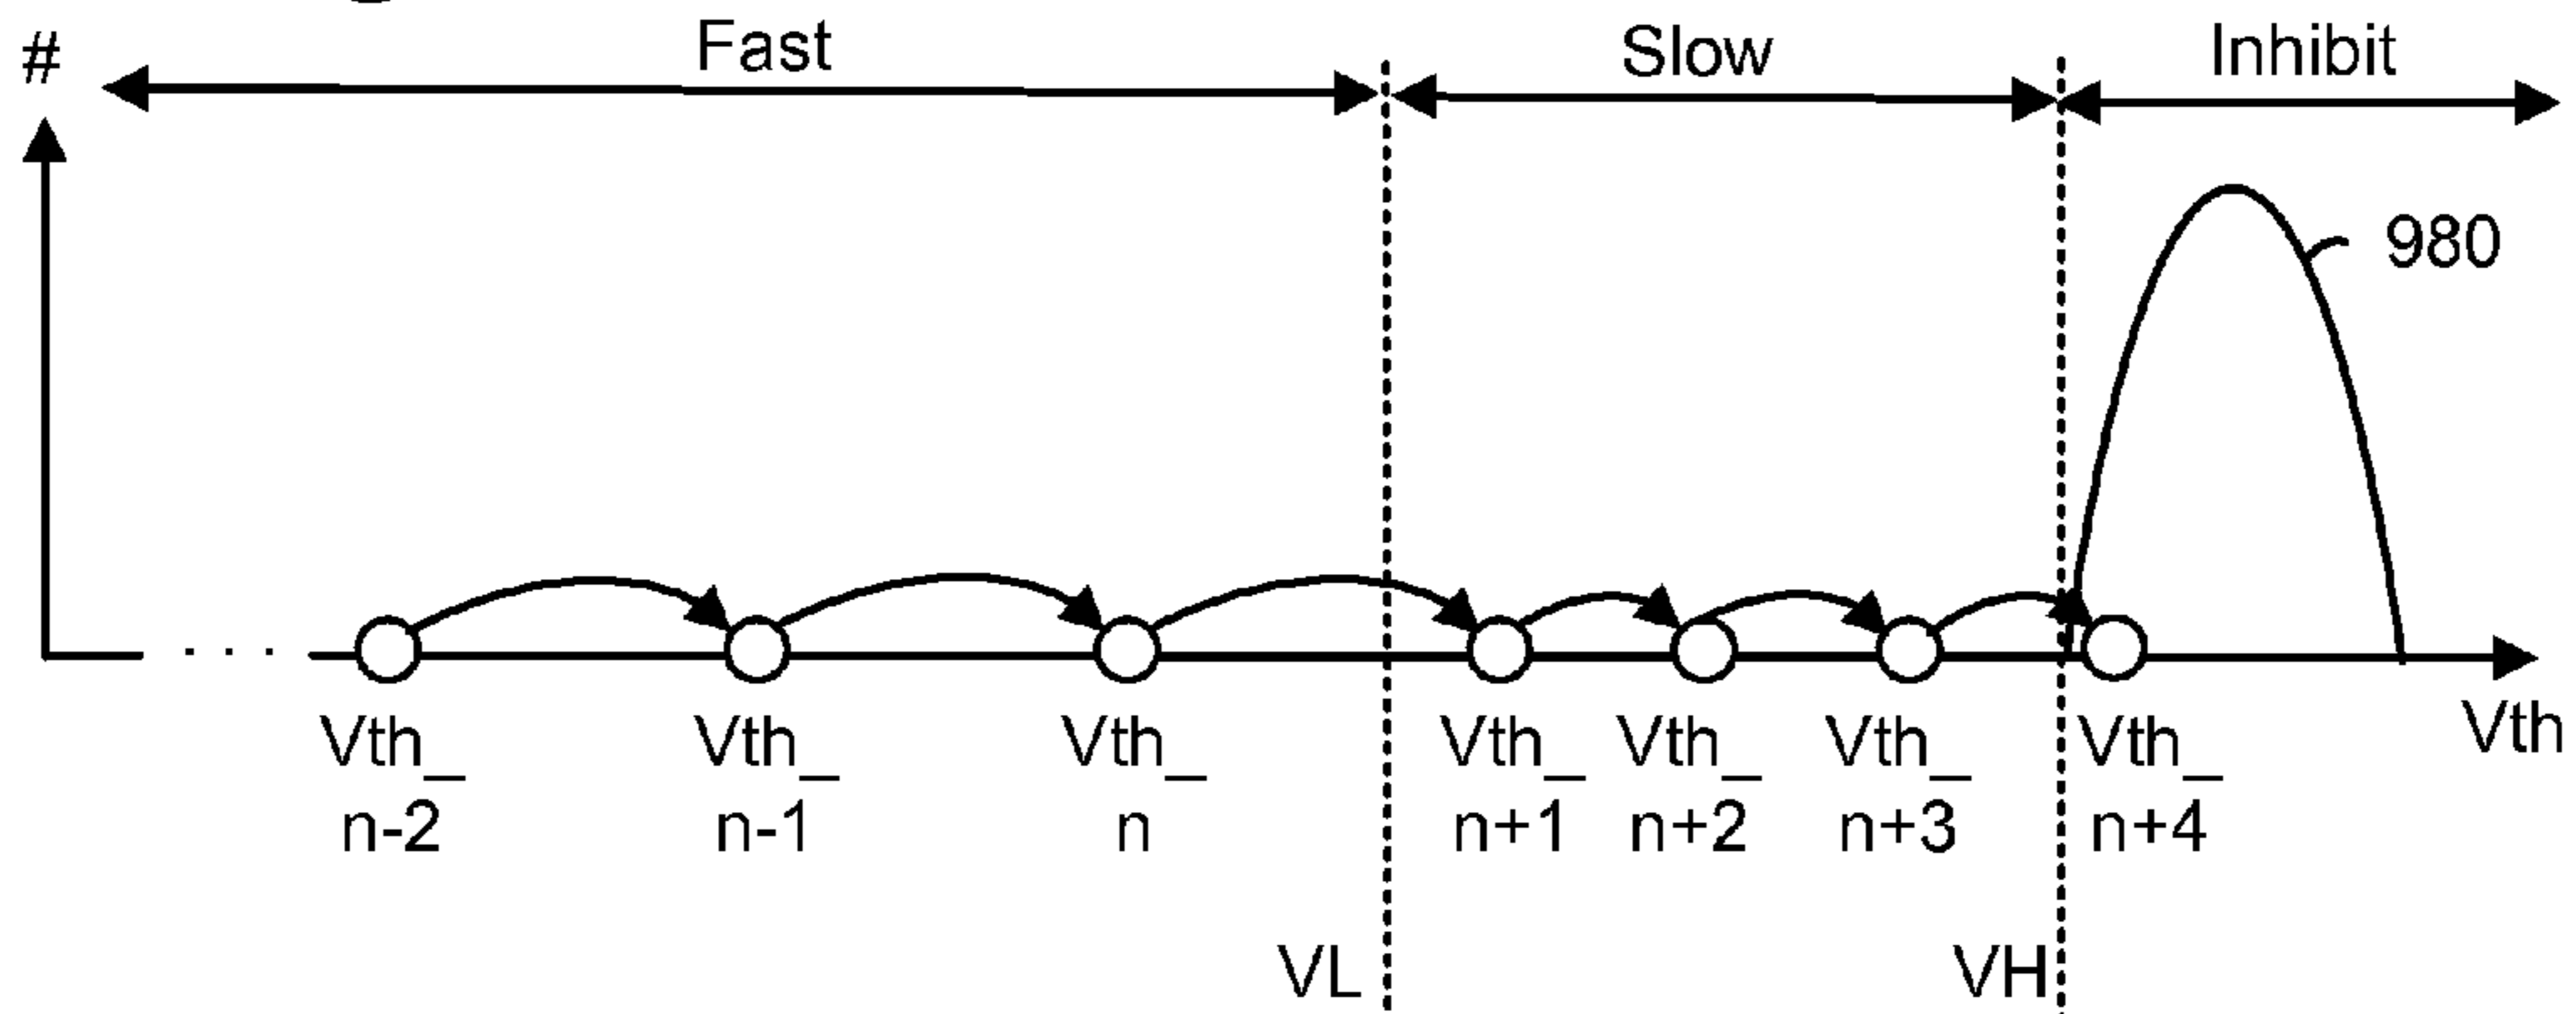 # Fast Slow Inhibit
980
Vth_ Vth_ Vth_ Vth_ Vth_ Vth_ Vth_ Vth
n-2 n-1 n n+1 n+2 n+3 n+4
VL VH